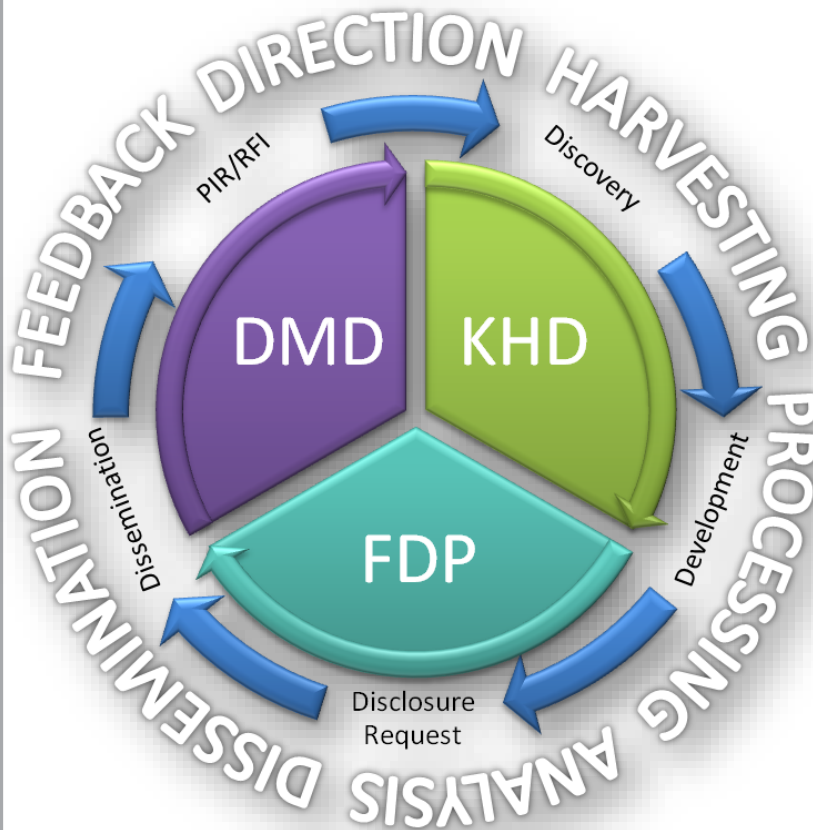 DIRECTION
HARVESTING
PROCESSING
ANALYSIS
DISSEMINATION
FEEDBACK
PIR/RFI
Discovery
Development
Disclosure
Request
Dissemination
DMD
KHD
FDP